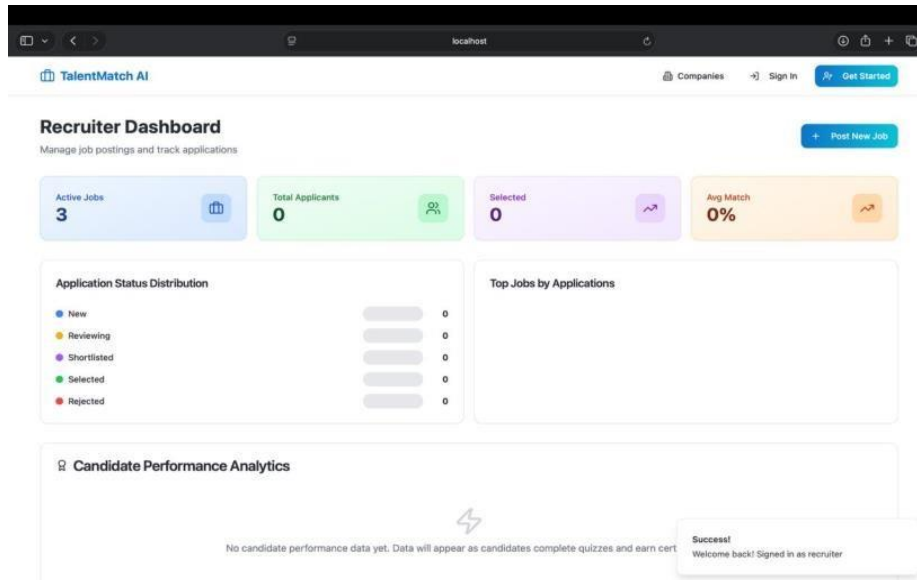 localhost
TalentMatch AI
Companies
Sign In
Get Started
Recruiter Dashboard
Manage job postings and track applications
+ Post New Job
Active Jobs
3
Total Applicants
0
Selected
0
Avg Match
0%
Application Status Distribution
New 0
Reviewing 0
Shortlisted 0
Selected 0
Rejected 0
Top Jobs by Applications
Candidate Performance Analytics
No candidate performance data yet. Data will appear as candidates complete quizzes and earn cert
Success!
Welcome back! Signed in as recruiter